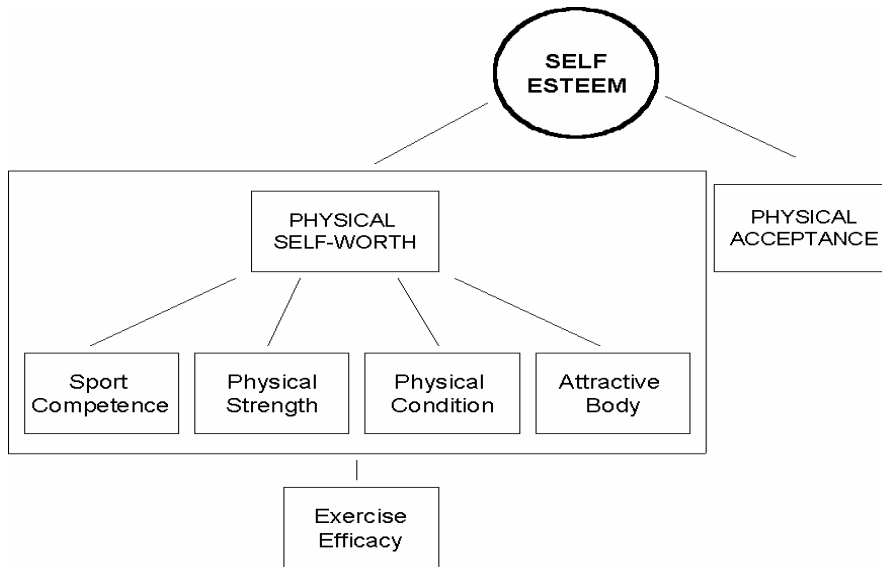 SELF
ESTEEM
PHYSICAL
SELF-WORTH
PHYSICAL
ACCEPTANCE
Sport
Competence
Physical
Strength
Physical
Condition
Attractive
Body
Exercise
Efficacy